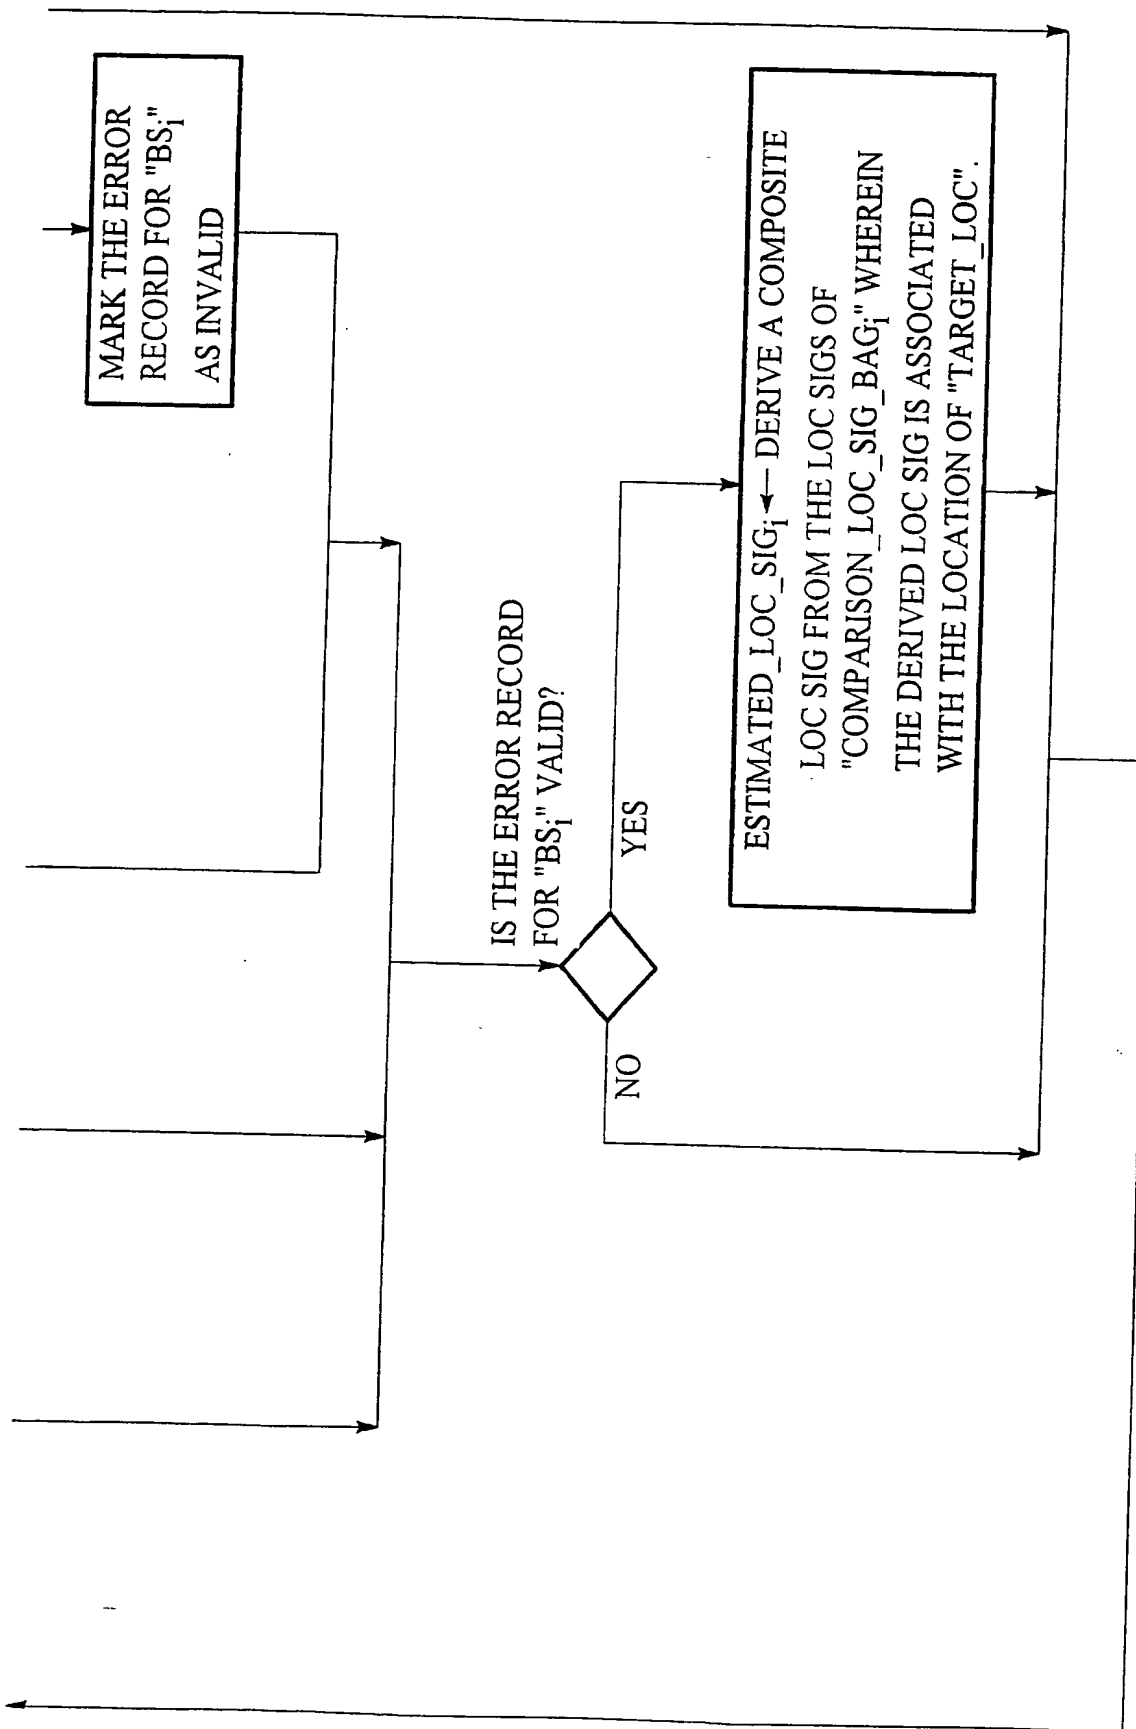 MARK THE ERROR
RECORD FOR "BSi"
AS INVALID
IS THE ERROR RECORD
FOR "BSi" VALID?
NO
YES
ESTIMATED_LOC_SIGi ← DERIVE A COMPOSITE
LOC SIG FROM THE LOC SIGS OF
"COMPARISON_LOC_SIG_BAGi" WHEREIN
THE DERIVED LOC SIG IS ASSOCIATED
WITH THE LOCATION OF "TARGET_LOC".